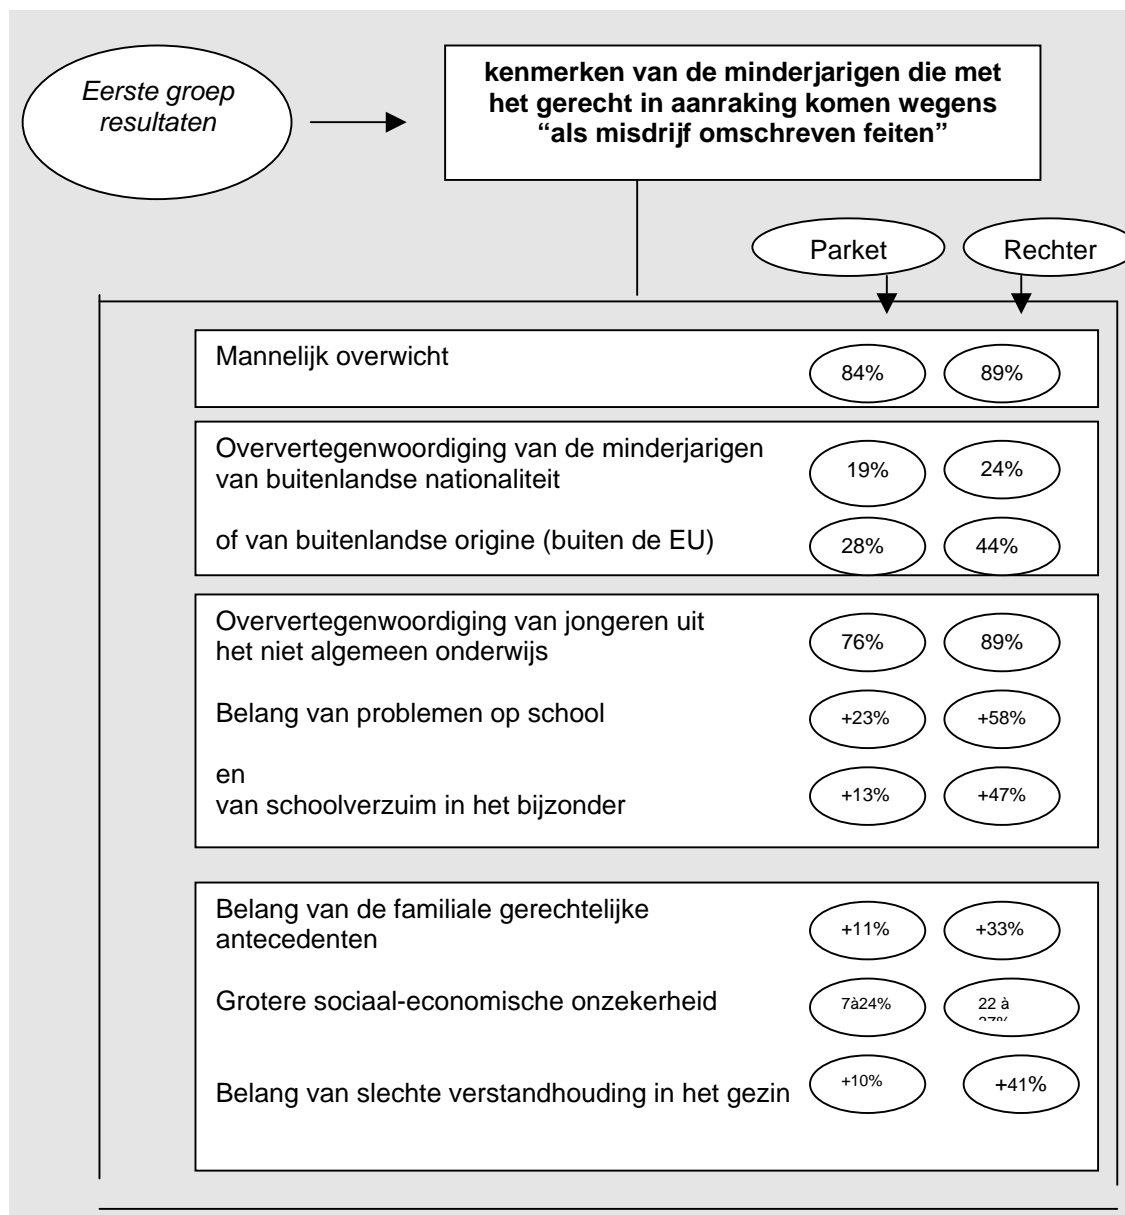 Eerste groep
resultaten
kenmerken van de minderjarigen die met
het gerecht in aanraking komen wegens
“als misdrijf omschreven feiten”
Parket Rechter
Mannelijk overwicht 84% 89%
Oververtegenwoordiging van de minderjarigen
van buitenlandse nationaliteit 19% 24%
of van buitenlandse origine (buiten de EU) 28% 44%
Oververtegenwoordiging van jongeren uit
het niet algemeen onderwijs 76% 89%
Belang van problemen op school +23% +58%
en
van schoolverzuim in het bijzonder +13% +47%
Belang van de familiale gerechtelijke
antecedenten +11% +33%
Grotere sociaal-economische onzekerheid 7à24% 22 à
Belang van slechte verstandhouding in het gezin +10% +41%